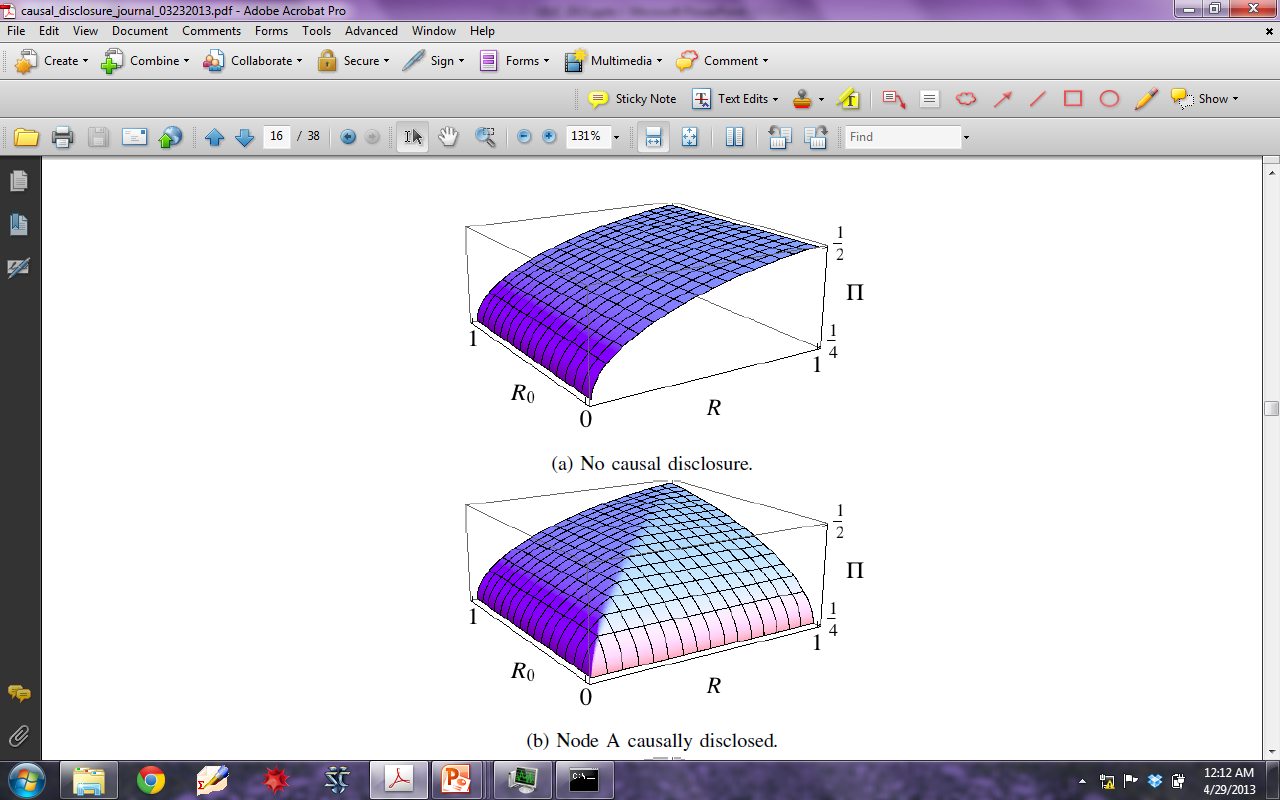 causal_disclosure_journal_03232013.pdf - Adobe Acrobat Pro
File Edit View Document Comments Forms Tools Advanced Window Help
Create Combine Collaborate Secure Sign Forms Multimedia Comment
Sticky Note Text Edits Show
16 / 38 131% Find
1/2
Π
1/4
1
1
R0
R
0
(a) No causal disclosure.
1/2
Π
1/4
1
1
R0
R
0
(b) Node A causally disclosed.
12:12 AM
4/29/2013